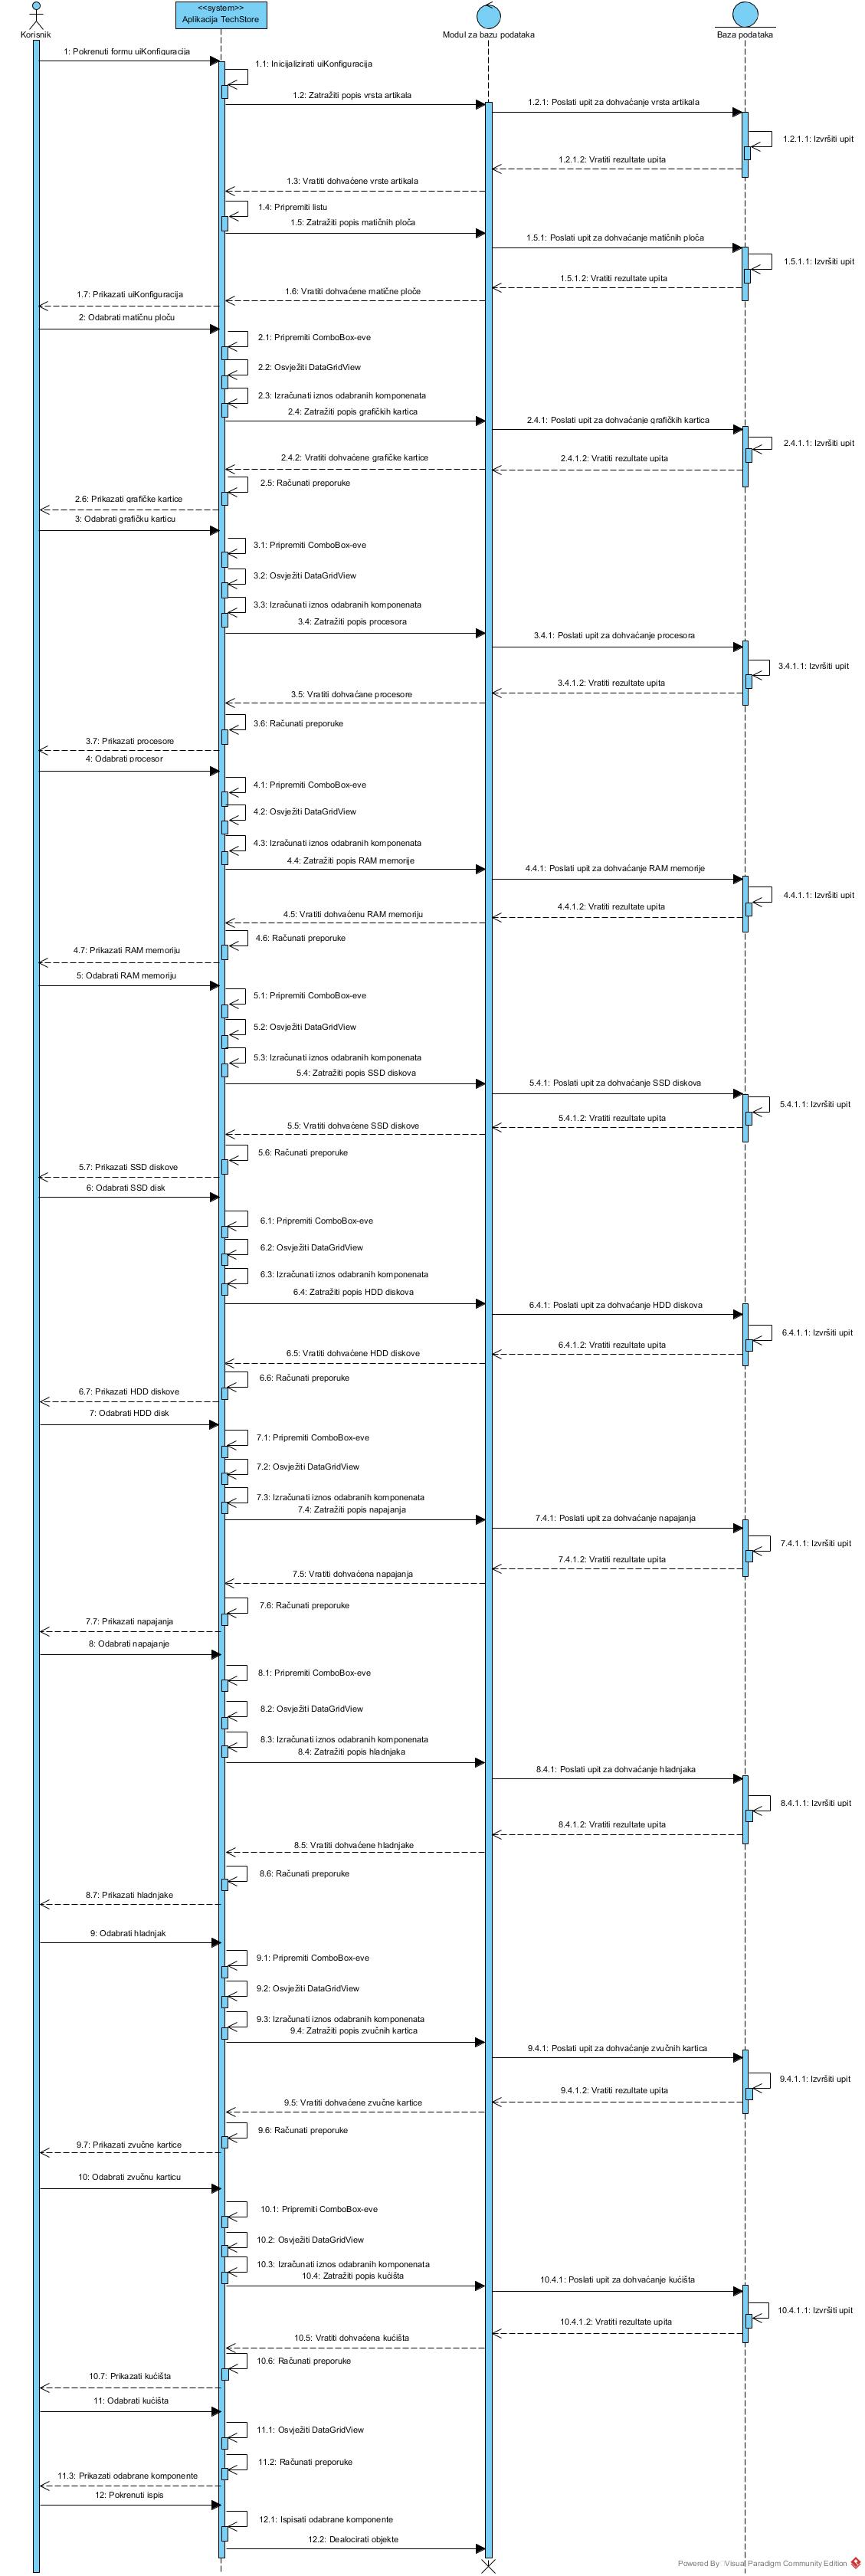 <<system>>
Aplikacija TechStore
Korisnik
Modul za bazu podataka
Baza podataka
1: Pokrenuti formu uiKonfiguracija
1.1: Inicijalizirati uiKonfiguracija
1.2: Zatražiti popis vrsta artikala
1.2.1: Poslati upit za dohvaćanje vrsta artikala
1.2.1.1: Izvršiti upit
1.2.1.2: Vratiti rezultate upita
1.3: Vratiti dohvaćene vrste artikala
1.4: Pripremiti listu
1.5: Zatražiti popis matičnih ploča
1.5.1: Poslati upit za dohvaćanje matičnih ploča
1.5.1.1: Izvršiti upit
1.5.1.2: Vratiti rezultate upita
1.6: Vratiti dohvaćene matične ploče
1.7: Prikazati uiKonfiguracija
2: Odabrati matičnu ploču
2.1: Pripremiti ComboBox-eve
2.2: Osvježiti DataGridView
2.3: Izračunati iznos odabranih komponenata
2.4: Zatražiti popis grafičkih kartica
2.4.1: Poslati upit za dohvaćanje grafičkih kartica
2.4.1.1: Izvršiti upit
2.4.2: Vratiti dohvaćene grafičke kartice
2.4.1.2: Vratiti rezultate upita
2.5: Računati preporuke
2.6: Prikazati grafičke kartice
3: Odabrati grafičku karticu
3.1: Pripremiti ComboBox-eve
3.2: Osvježiti DataGridView
3.3: Izračunati iznos odabranih komponenata
3.4: Zatražiti popis procesora
3.4.1: Poslati upit za dohvaćanje procesora
3.4.1.1: Izvršiti upit
3.4.1.2: Vratiti rezultate upita
3.5: Vratiti dohvaćane procesore
3.6: Računati preporuke
3.7: Prikazati procesore
4: Odabrati procesor
4.1: Pripremiti ComboBox-eve
4.2: Osvježiti DataGridView
4.3: Izračunati iznos odabranih komponenata
4.4: Zatražiti popis RAM memorije
4.4.1: Poslati upit za dohvaćanje RAM memorije
4.4.1.1: Izvršiti upit
4.4.1.2: Vratiti rezultate upita
4.5: Vratiti dohvaćenu RAM memoriju
4.6: Računati preporuke
4.7: Prikazati RAM memoriju
5: Odabrati RAM memoriju
5.1: Pripremiti ComboBox-eve
5.2: Osvježiti DataGridView
5.3: Izračunati iznos odabranih komponenata
5.4: Zatražiti popis SSD diskova
5.4.1: Poslati upit za dohvaćanje SSD diskova
5.4.1.1: Izvršiti upit
5.4.1.2: Vratiti rezultate upita
5.5: Vratiti dohvaćene SSD diskove
5.6: Računati preporuke
5.7: Prikazati SSD diskove
6: Odabrati SSD disk
6.1: Pripremiti ComboBox-eve
6.2: Osvježiti DataGridView
6.3: Izračunati iznos odabranih komponenata
6.4: Zatražiti popis HDD diskova
6.4.1: Poslati upit za dohvaćanje HDD diskova
6.4.1.1: Izvršiti upit
6.4.1.2: Vratiti rezultate upita
6.5: Vratiti dohvaćene HDD diskove
6.6: Računati preporuke
6.7: Prikazati HDD diskove
7: Odabrati HDD disk
7.1: Pripremiti ComboBox-eve
7.2: Osvježiti DataGridView
7.3: Izračunati iznos odabranih komponenata
7.4: Zatražiti popis napajanja
7.4.1: Poslati upit za dohvaćanje napajanja
7.4.1.1: Izvršiti upit
7.4.1.2: Vratiti rezultate upita
7.5: Vratiti dohvaćena napajanja
7.6: Računati preporuke
7.7: Prikazati napajanja
8: Odabrati napajanje
8.1: Pripremiti ComboBox-eve
8.2: Osvježiti DataGridView
8.3: Izračunati iznos odabranih komponenata
8.4: Zatražiti popis hladnjaka
8.4.1: Poslati upit za dohvaćanje hladnjaka
8.4.1.1: Izvršiti upit
8.4.1.2: Vratiti rezultate upita
8.5: Vratiti dohvaćene hladnjake
8.6: Računati preporuke
8.7: Prikazati hladnjake
9: Odabrati hladnjak
9.1: Pripremiti ComboBox-eve
9.2: Osvježiti DataGridView
9.3: Izračunati iznos odabranih komponenata
9.4: Zatražiti popis zvučnih kartica
9.4.1: Poslati upit za dohvaćanje zvučnih kartica
9.4.1.1: Izvršiti upit
9.4.1.2: Vratiti rezultate upita
9.5: Vratiti dohvaćene zvučne kartice
9.6: Računati preporuke
9.7: Prikazati zvučne kartice
10: Odabrati zvučnu karticu
10.1: Pripremiti ComboBox-eve
10.2: Osvježiti DataGridView
10.3: Izračunati iznos odabranih komponenata
10.4: Zatražiti popis kućišta
10.4.1: Poslati upit za dohvaćanje kućišta
10.4.1.1: Izvršiti upit
10.4.1.2: Vratiti rezultate upita
10.5: Vratiti dohvaćena kućišta
10.6: Računati preporuke
10.7: Prikazati kućišta
11: Odabrati kućišta
11.1: Osvježiti DataGridView
11.2: Računati preporuke
11.3: Prikazati odabrane komponente
12: Pokrenuti ispis
12.1: Ispisati odabrane komponente
12.2: Dealocirati objekte
Powered By Visual Paradigm Community Edition